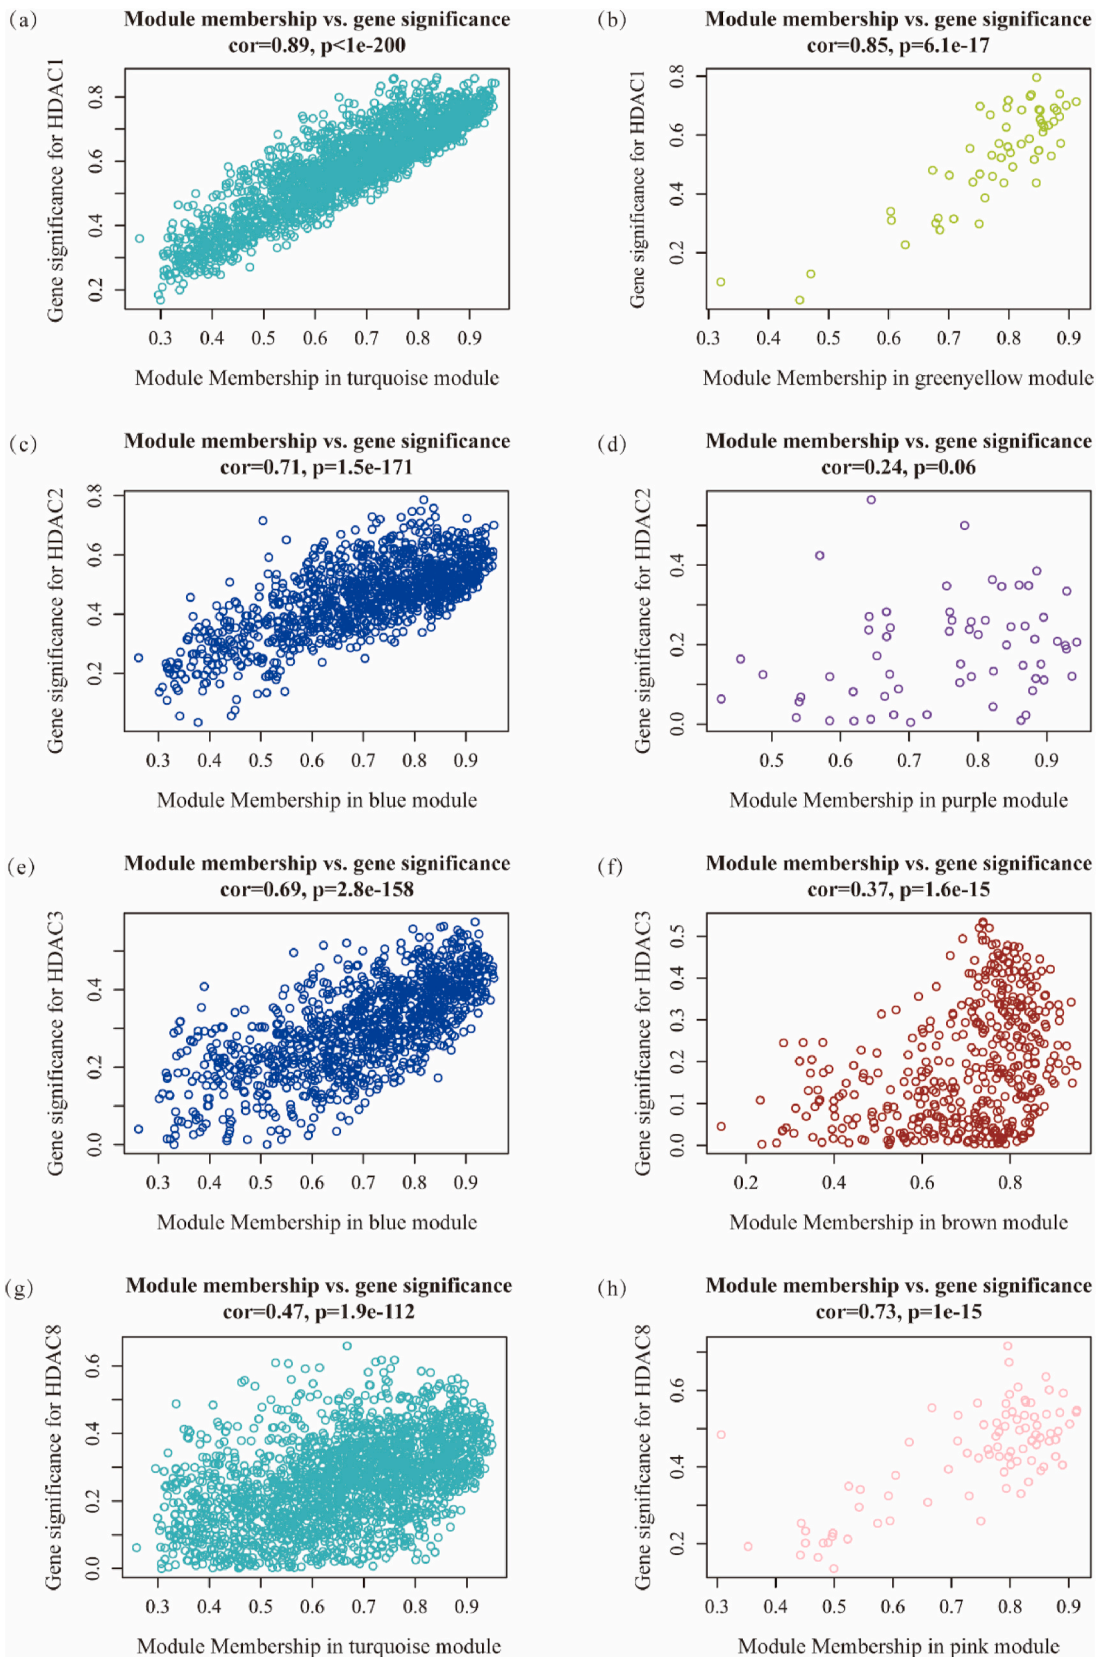 (a)
Module membership vs. gene significance
cor=0.89, p<1e-200
Gene significance for HDAC1
0.8
0.6
0.4
0.2
0.3 0.4 0.5 0.6 0.7 0.8 0.9
Module Membership in turquoise module
(b)
Module membership vs. gene significance
cor=0.85, p=6.1e-17
Gene significance for HDAC1
0.8
0.6
0.4
0.2
0.3 0.4 0.5 0.6 0.7 0.8 0.9
Module Membership in greenyellow module
(c)
Module membership vs. gene significance
cor=0.71, p=1.5e-171
Gene significance for HDAC2
0.8
0.6
0.4
0.2
0.3 0.4 0.5 0.6 0.7 0.8 0.9
Module Membership in blue module
(d)
Module membership vs. gene significance
cor=0.24, p=0.06
Gene significance for HDAC2
0.4
0.2
0.0
0.5 0.6 0.7 0.8 0.9
Module Membership in purple module
(e)
Module membership vs. gene significance
cor=0.69, p=2.8e-158
Gene significance for HDAC3
0.4
0.2
0.0
0.3 0.4 0.5 0.6 0.7 0.8 0.9
Module Membership in blue module
(f)
Module membership vs. gene significance
cor=0.37, p=1.6e-15
Gene significance for HDAC3
0.5
0.3
0.2
0.1
0.0
0.2 0.4 0.6 0.8
Module Membership in brown module
(g)
Module membership vs. gene significance
cor=0.47, p=1.9e-112
Gene significance for HDAC8
0.6
0.4
0.2
0.0
0.3 0.4 0.5 0.6 0.7 0.8 0.9
Module Membership in turquoise module
(h)
Module membership vs. gene significance
cor=0.73, p=1e-15
Gene significance for HDAC8
0.6
0.4
0.2
0.3 0.4 0.5 0.6 0.7 0.8 0.9
Module Membership in pink module